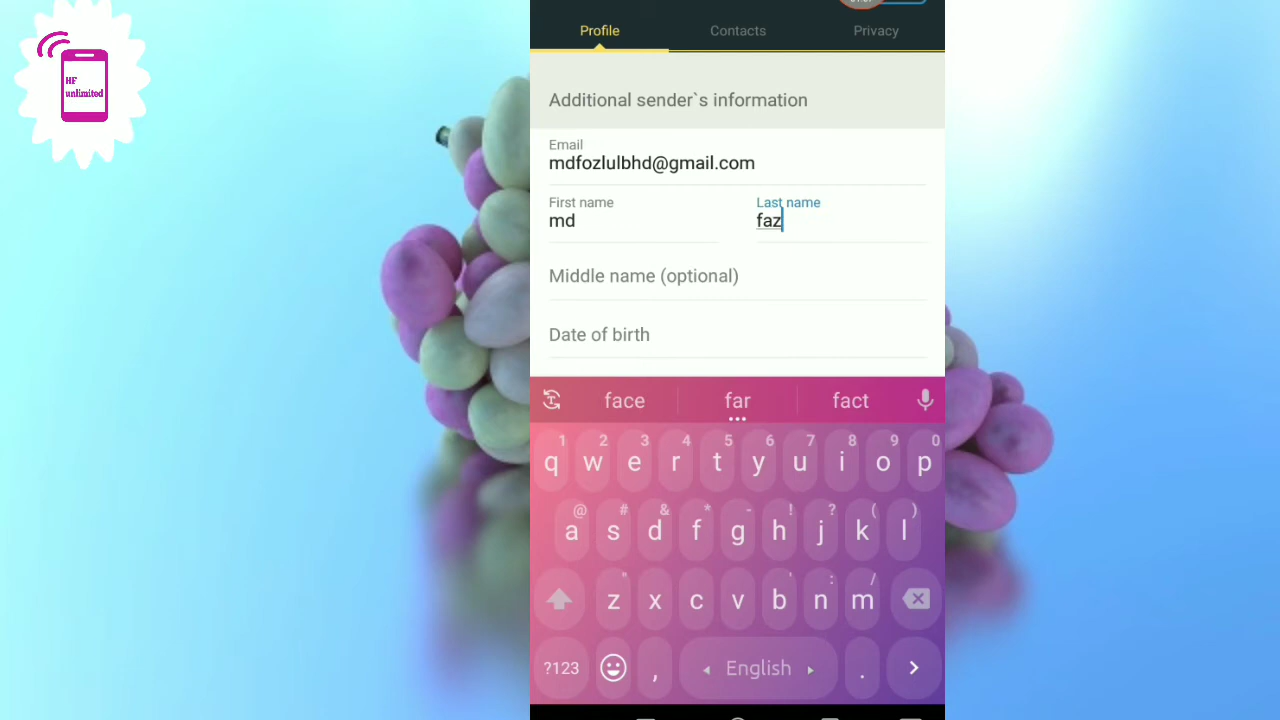 HF
unlimited
Profile Contacts Privacy
Additional sender`s information
Email
mdfozlulbhd@gmail.com
First name Last name
md faz
Middle name (optional)
Date of birth
face far fact
1 2 3 4 5 6 7 8 9 0
q w e r t y u i o p
@ # & * - ! ? ( )
a s d f g h j k l
" ' : /
z x c v b n m
?123 , English .